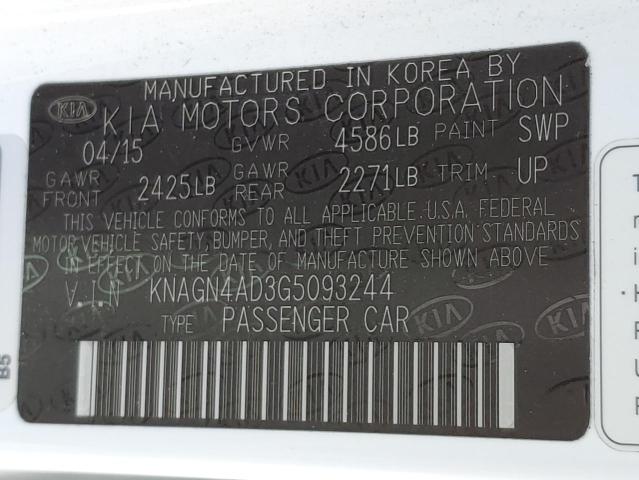 MANUFACTURED IN KOREA BY
KIA KIA MOTORS CORPORATION
04/15 GVWR 4586LB PAINT SWP
GAWR FRONT 2425LB GAWR REAR 2271LB TRIM UP
THIS VEHICLE CONFORMS TO ALL APPLICABLE U.S.A. FEDERAL
MOTOR VEHICLE SAFETY, BUMPER, AND THEFT PREVENTION STANDARDS
IN EFFECT ON THE DATE OF MANUFACTURE SHOWN ABOVE.
V.I.N KNAGN4AD3G5093244
TYPE PASSENGER CAR
B5